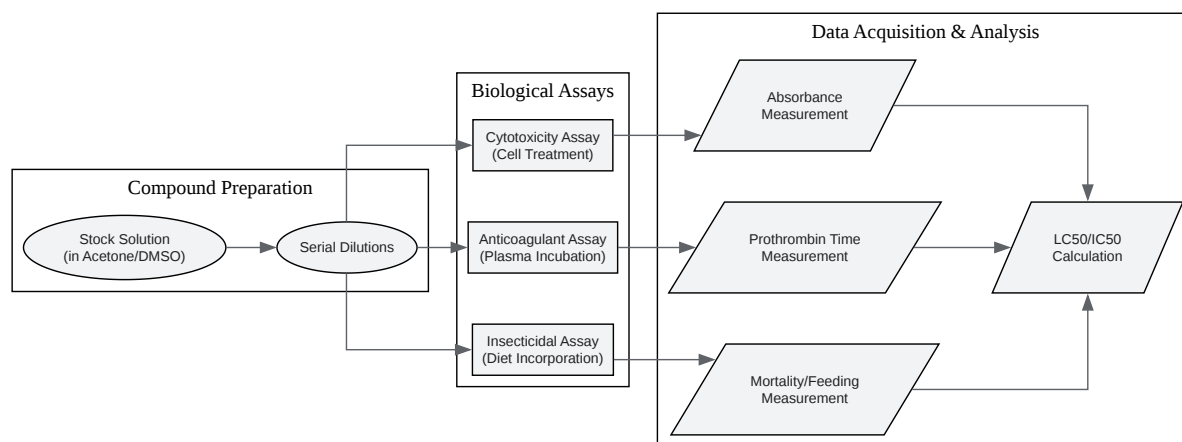 Data Acquisition & Analysis
Absorbance
Measurement
Biological Assays
Cytotoxicity Assay
(Cell Treatment)
Compound Preparation
Stock Solution
(in Acetone/DMSO)
Serial Dilutions
Anticoagulant Assay
(Plasma Incubation)
Prothrombin Time
Measurement
LC50/IC50
Calculation
Insecticidal Assay
(Diet Incorporation)
Mortality/Feeding
Measurement